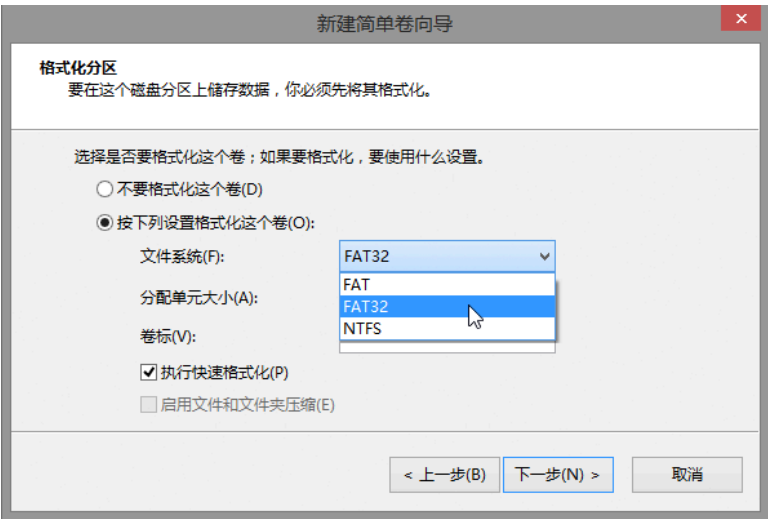 新建简单卷向导
格式化分区
要在这个磁盘分区上储存数据，你必须先将其格式化。
选择是否要格式化这个卷；如果要格式化，要使用什么设置。
不要格式化这个卷(D)
按下列设置格式化这个卷(O):
文件系统(F):
FAT32
FAT
分配单元大小(A):
FAT32
NTFS
卷标(V):
执行快速格式化(P)
启用文件和文件夹压缩(E)
< 上一步(B)
下一步(N) >
取消